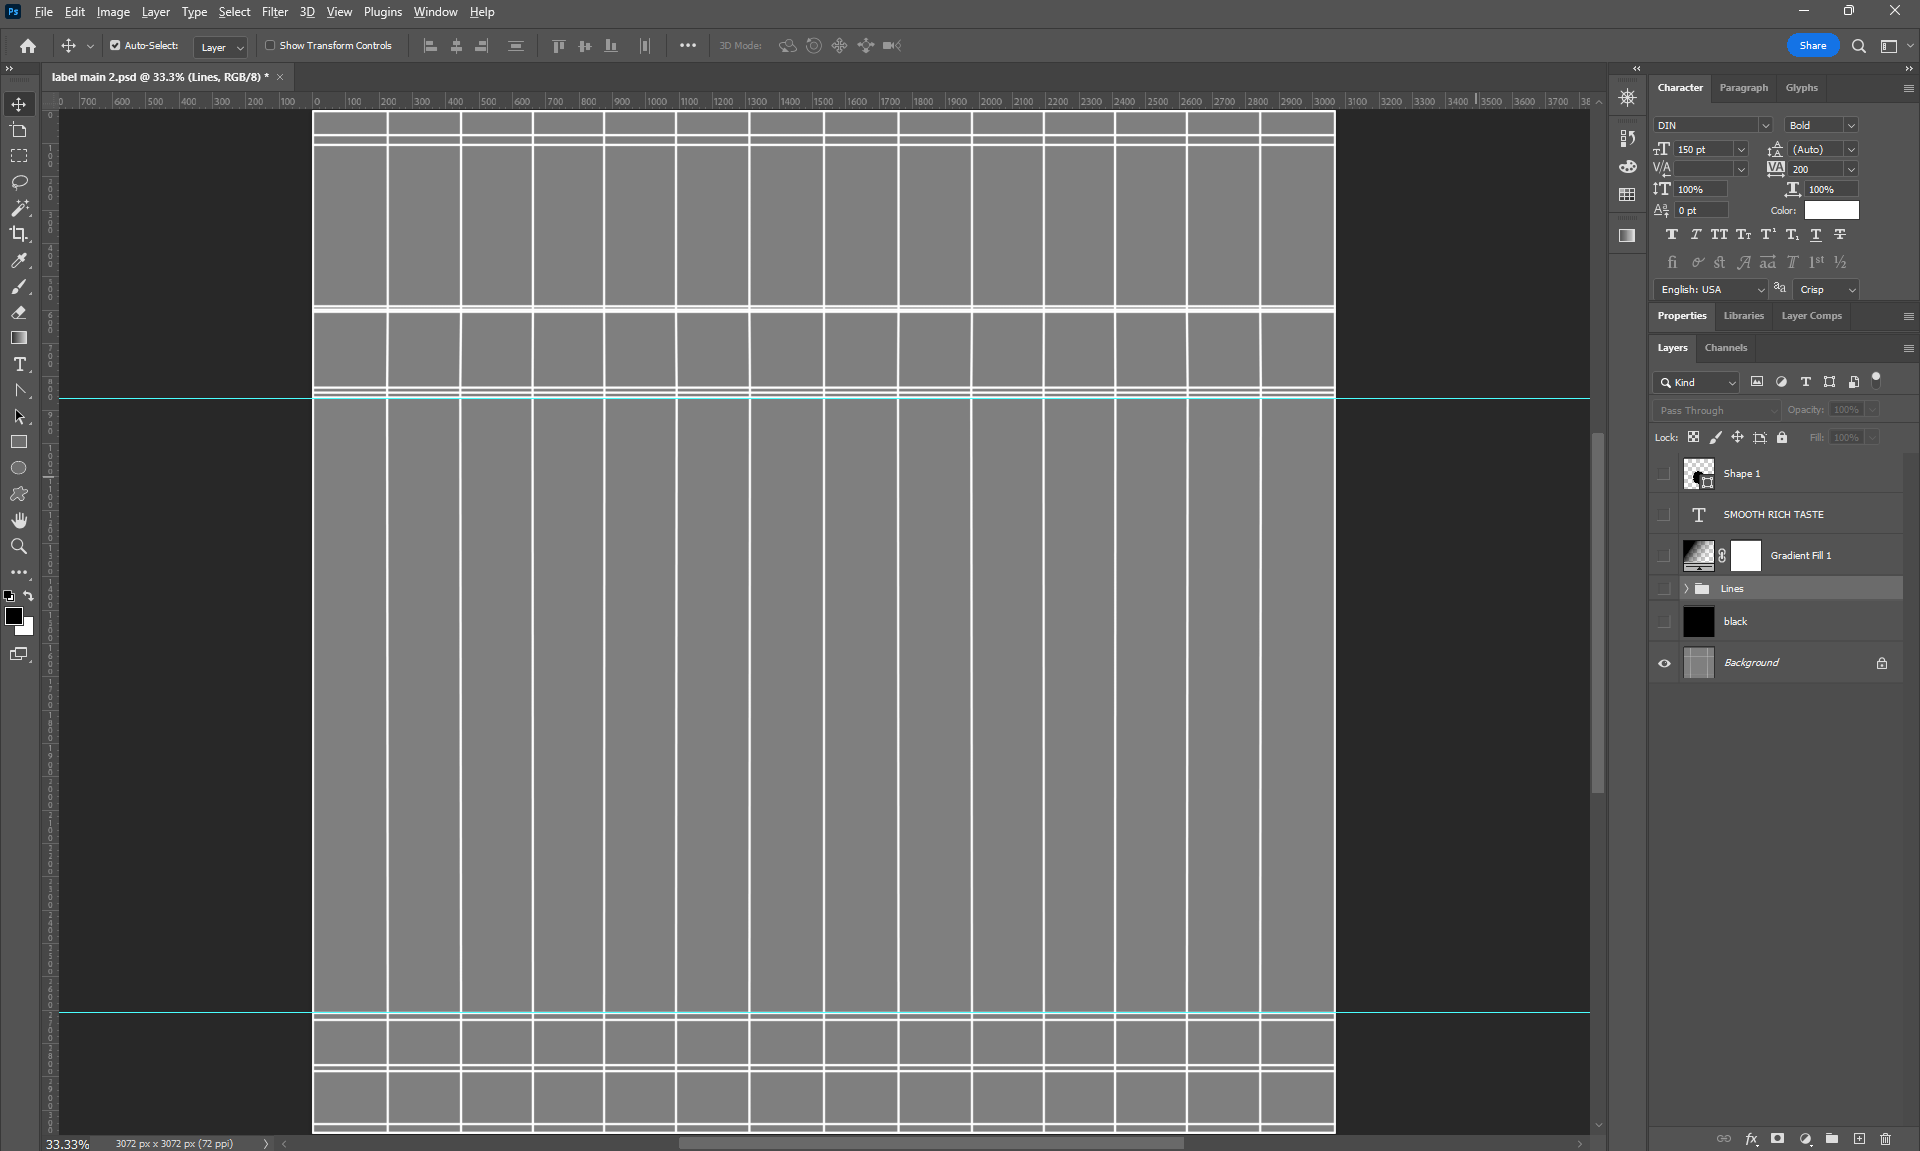 Ps File Edit Image Layer Type Select Filter 3D View Plugins Window Help
Auto-Select: Layer Show Transform Controls 3D Mode: Share
label main 2.psd @ 33.3% (Lines, RGB/8) *
0 700 600 500 400 300 200 100 0 100 200 300 400 500 600 700 800 900 1000 1100 1200 1300 1400 1500 1600 1700 1800 1900 2000 2100 2200 2300 2400 2500 2600 2700 2800 2900 3000 3100 3200 3300 3400 3500 3600 3700
Character Paragraph Glyphs
DIN Bold
150 pt (Auto)
200
100% 100%
0 pt Color:
English: USA Crisp
Properties Libraries Layer Comps
Layers Channels
Kind
Pass Through Opacity: 100%
Lock: Fill: 100%
Shape 1
SMOOTH RICH TASTE
Gradient Fill 1
Lines
black
Background
33.33% 3072 px x 3072 px (72 ppi)